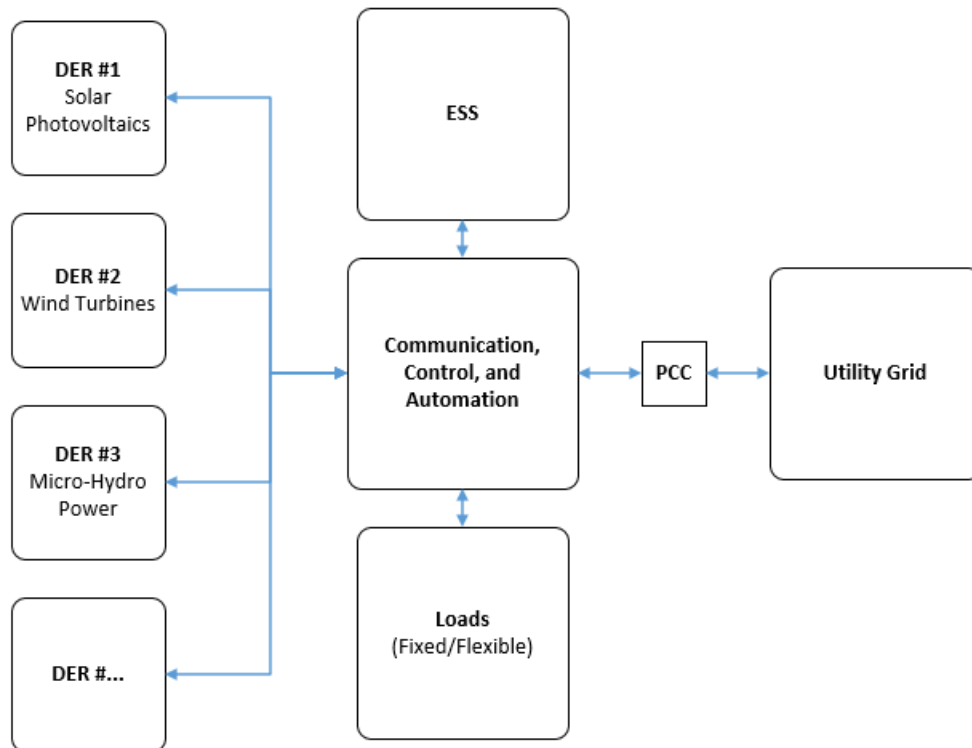 DER #1
Solar
Photovoltaics
DER #2
Wind Turbines
DER #3
Micro-Hydro
Power
DER #...
ESS
Communication,
Control, and
Automation
Loads
(Fixed/Flexible)
PCC
Utility Grid